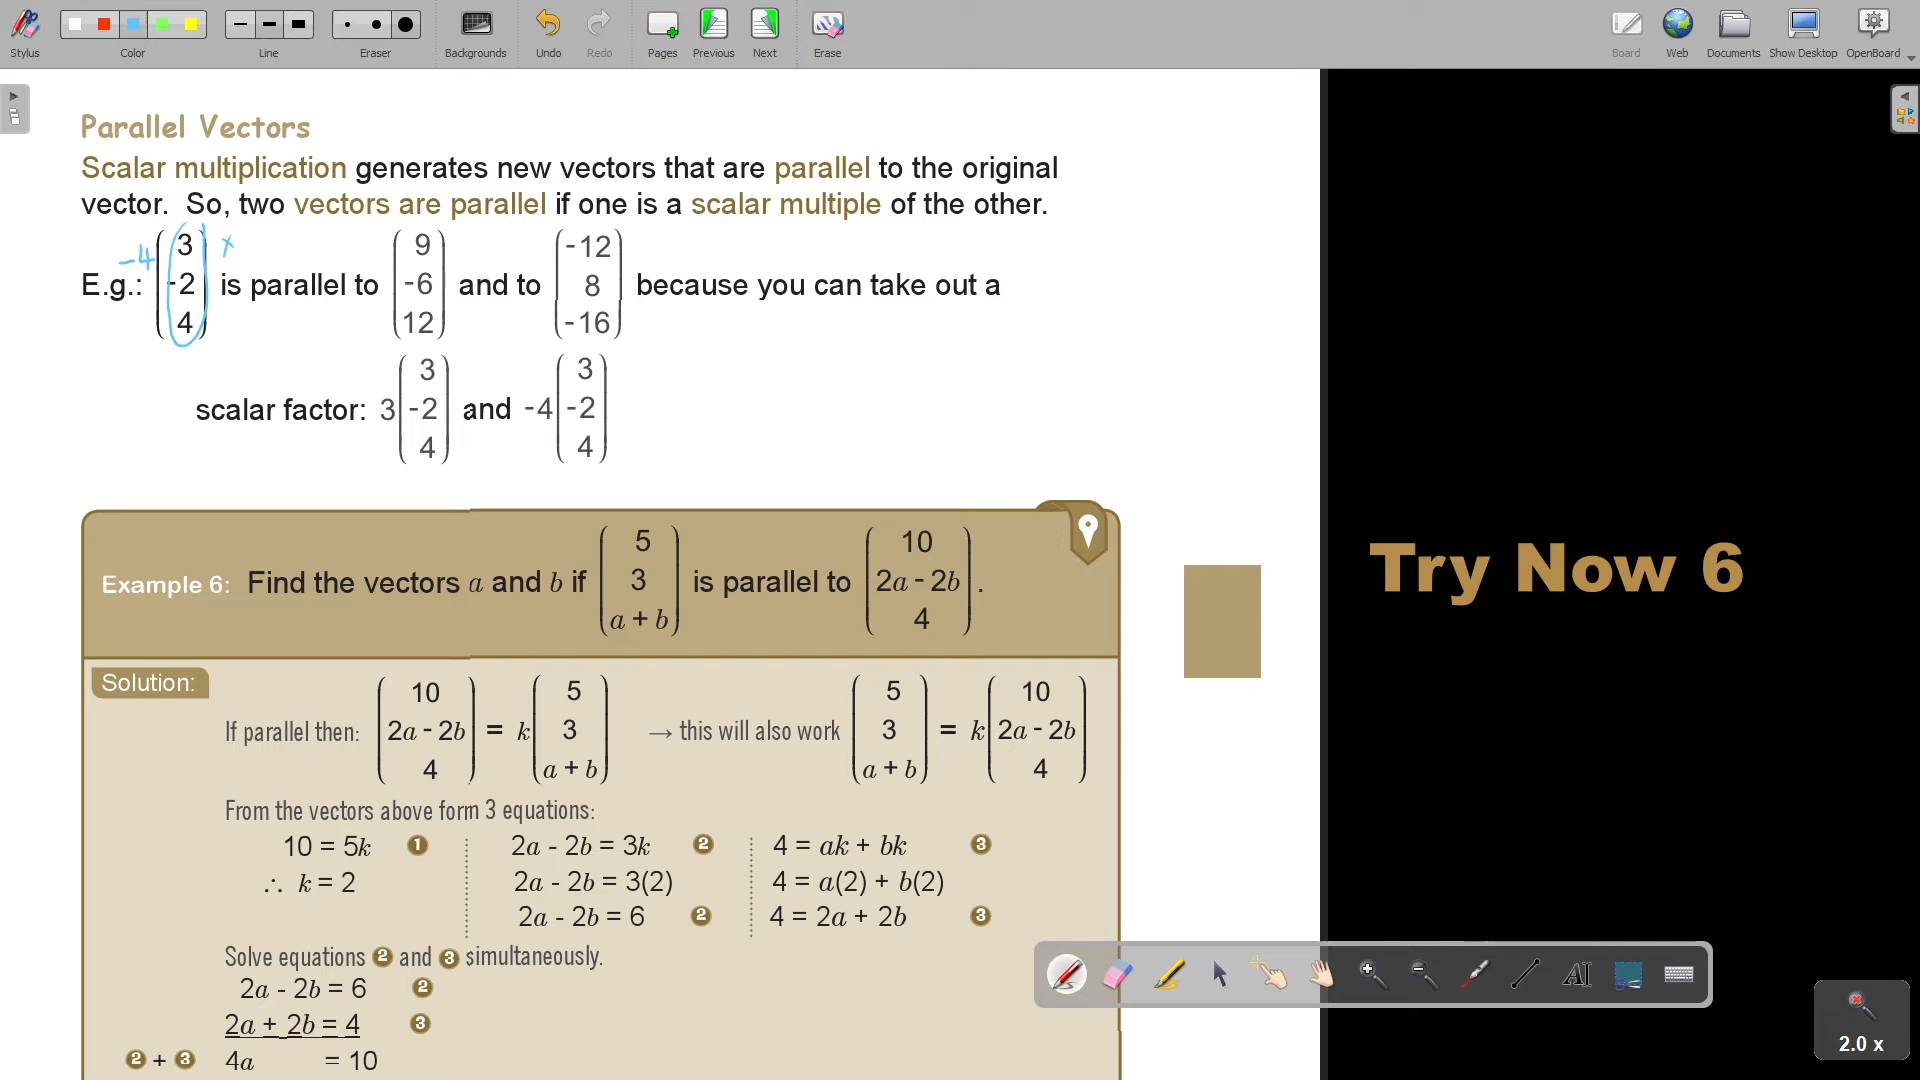 Stylus Color Line Eraser Backgrounds Undo Redo Pages Previous Next Erase Board Web Documents Show Desktop OpenBoard
Parallel Vectors
Scalar multiplication generates new vectors that are parallel to the original
vector. So, two vectors are parallel if one is a scalar multiple of the other.
-4 x
E.g.: (3 -2 4) is parallel to (9 -6 12) and to (-12 8 -16) because you can take out a
scalar factor: 3(3 -2 4) and -4(3 -2 4)
Example 6: Find the vectors a and b if (5 3 a + b) is parallel to (10 2a - 2b 4).
Try Now 6
Solution:
If parallel then: (10 2a - 2b 4) = k(5 3 a + b) → this will also work (5 3 a + b) = k(10 2a - 2b 4)
From the vectors above form 3 equations:
10 = 5k 1 2a - 2b = 3k 2 4 = ak + bk 3
∴ k = 2 2a - 2b = 3(2) 4 = a(2) + b(2)
2a - 2b = 6 2 4 = 2a + 2b 3
Solve equations 2 and 3 simultaneously.
2a - 2b = 6 2
2a + 2b = 4 3
2 + 3 4a = 10
AI
2.0 x